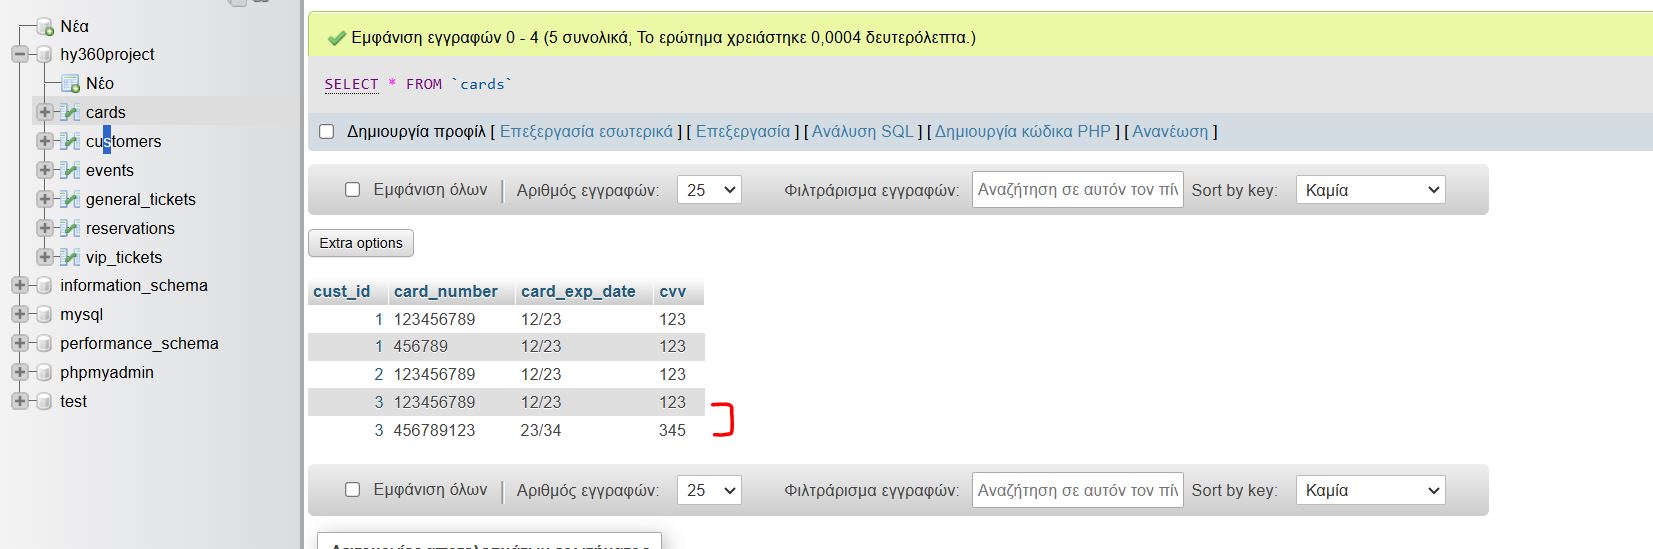 Νέα
hy360project
Νέο
cards
customers
events
general_tickets
reservations
vip_tickets
information_schema
mysql
performance_schema
phpmyadmin
test
Εμφάνιση εγγραφών 0 - 4 (5 συνολικά, Το ερώτημα χρειάστηκε 0,0004 δευτερόλεπτα.)
SELECT * FROM `cards`
Δημιουργία προφίλ [ Επεξεργασία εσωτερικά ] [ Επεξεργασία ] [ Ανάλυση SQL ] [ Δημιουργία κώδικα PHP ] [ Ανανέωση ]
Εμφάνιση όλων Αριθμός εγγραφών: 25 Φιλτράρισμα εγγραφών: Αναζήτηση σε αυτόν τον πίν Sort by key: Καμία
Extra options
cust_id card_number card_exp_date cvv
1 123456789 12/23 123
1 456789 12/23 123
2 123456789 12/23 123
3 123456789 12/23 123
3 456789123 23/34 345
Εμφάνιση όλων Αριθμός εγγραφών: 25 Φιλτράρισμα εγγραφών: Αναζήτηση σε αυτόν τον πίν Sort by key: Καμία